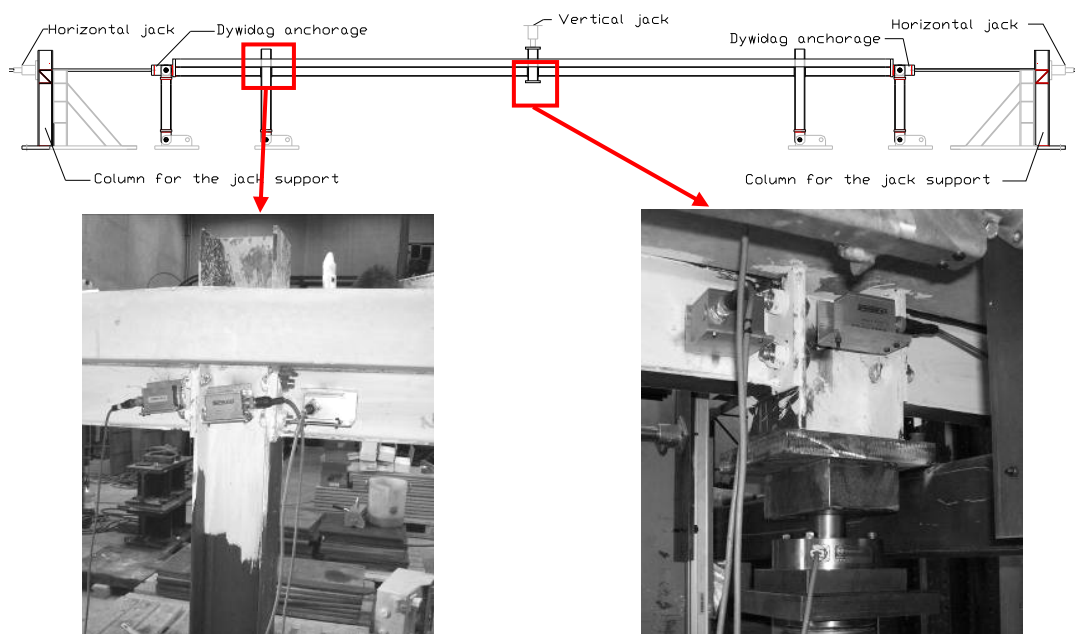 Vertical jack
Horizontal jack
Dywidag anchorage
Horizontal jack
Dywidag anchorage
Column for the jack support
Column for the jack support